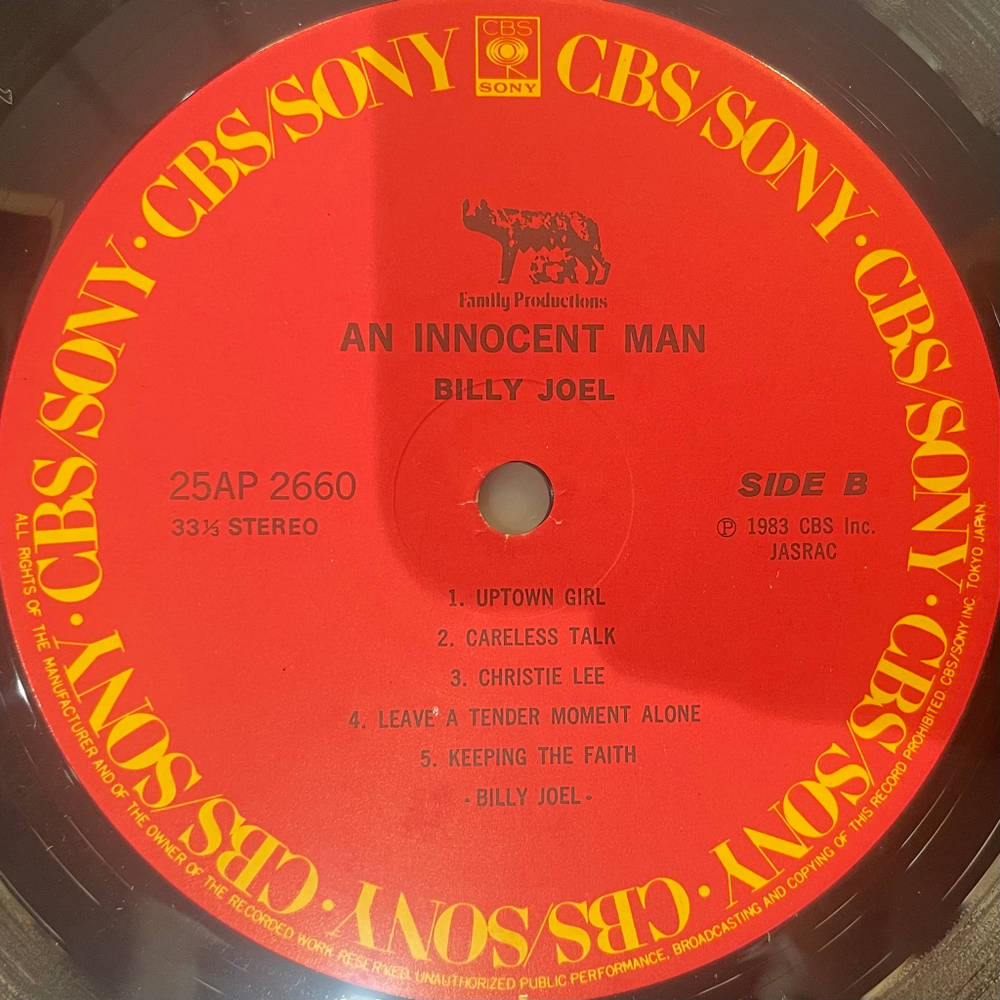 CBS
SONY
CBS/SONY · CBS/SONY · CBS/SONY · CBS/SONY · CBS/SONY · CBS/SONY · CBS/SONY · CBS/SONY · CBS/SONY
Family Productions
AN INNOCENT MAN
BILLY JOEL
25AP 2660
33⅓ STEREO
SIDE B
Ⓟ 1983 CBS Inc.
JASRAC
1. UPTOWN GIRL
2. CARELESS TALK
3. CHRISTIE LEE
4. LEAVE A TENDER MOMENT ALONE
5. KEEPING THE FAITH
·BILLY JOEL·
ALL RIGHTS OF THE MANUFACTURER AND OF THE OWNER OF THE RECORDED WORK RESERVED. UNAUTHORIZED PUBLIC PERFORMANCE, BROADCASTING AND COPYING OF THIS RECORD PROHIBITED CBS/SONY INC. TOKYO JAPAN